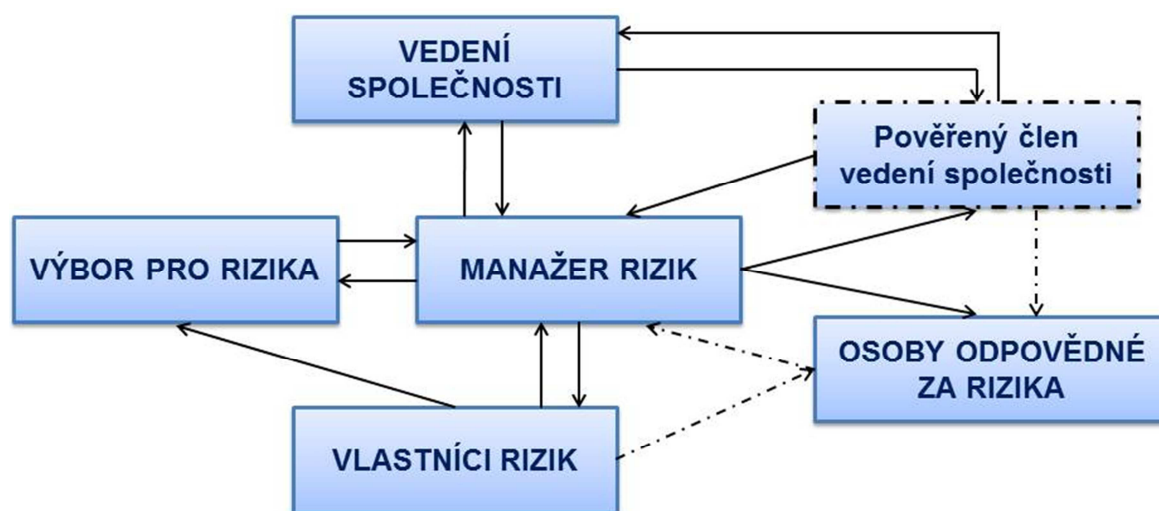 VEDENÍ
SPOLEČNOSTI
Pověřený člen
vedení společnosti
VÝBOR PRO RIZIKA
MANAŽER RIZIK
OSOBY ODPOVĚDNÉ
ZA RIZIKA
VLASTNÍCI RIZIK